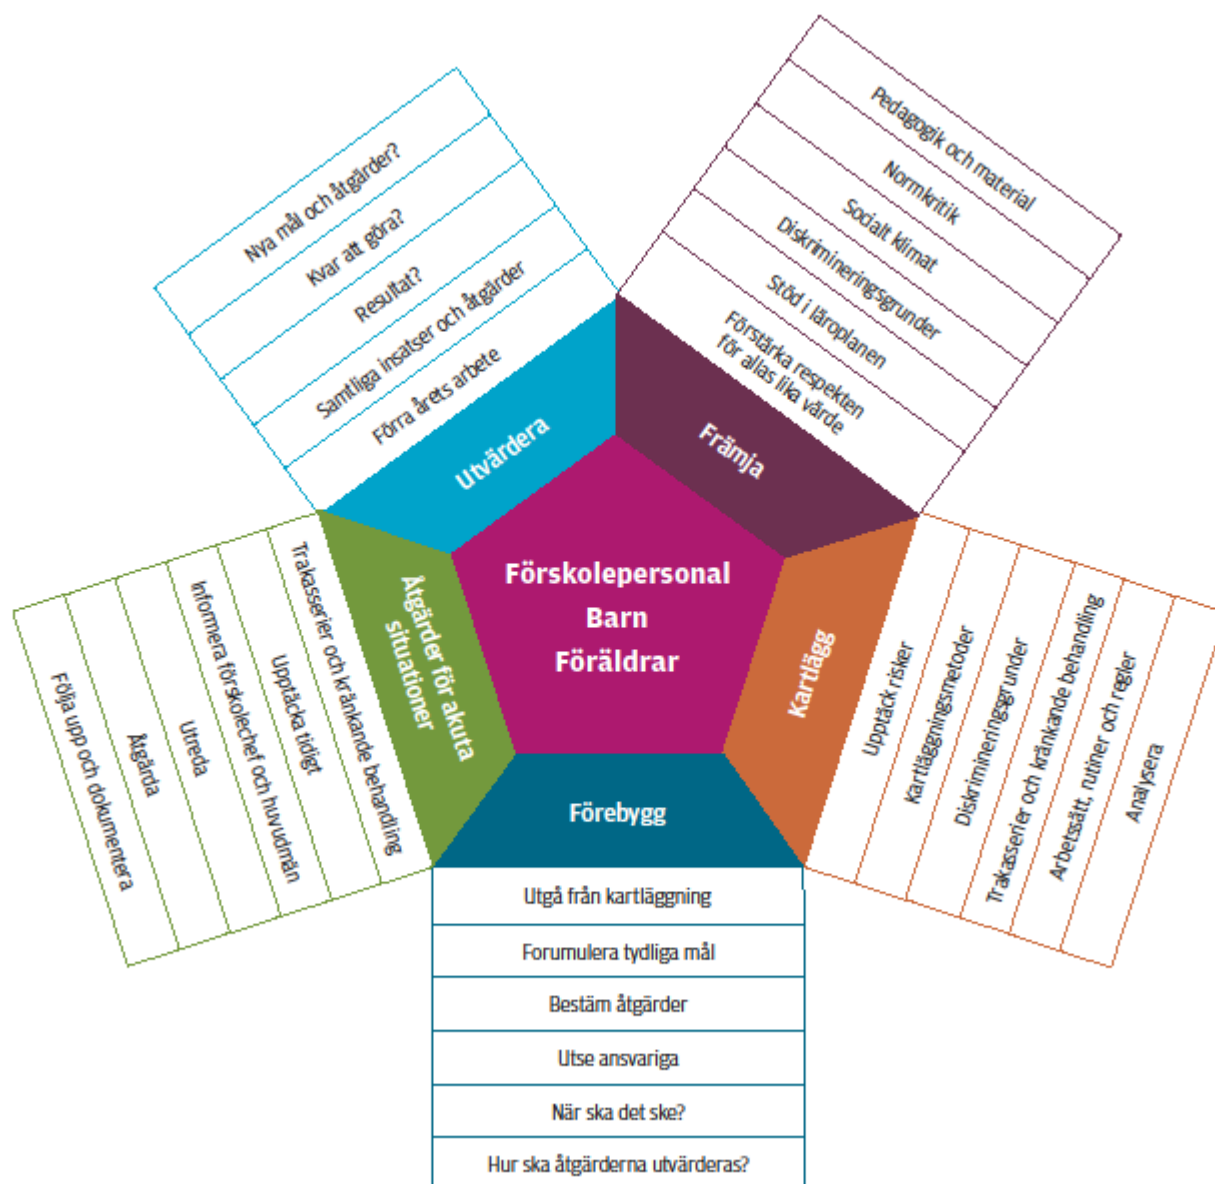 Förskolepersonal
Barn
Föräldrar
Främja
Pedagogik och material
Normkritik
Socialt klimat
Diskrimineringsgrunder
Stöd i läroplanen
Förstärka respekten
för allas lika värde
Kartlägg
Upptäck risker
Kartläggningsmetoder
Diskrimineringsgrunder
Trakasserier och kränkande behandling
Arbetssätt, rutiner och regler
Analysera
Förebygg
Utgå från kartläggning
Forumulera tydliga mål
Bestäm åtgärder
Utse ansvariga
När ska det ske?
Hur ska åtgärderna utvärderas?
Åtgärder för akuta
situationer
Trakasserier och kränkande behandling
Upptäcka tidigt
Informera förskolechef och huvudmän
Utreda
Åtgärda
Följa upp och dokumentera
Utvärdera
Nya mål och åtgärder?
Kvar att göra?
Resultat?
Samtliga insatser och åtgärder
Förra årets arbete